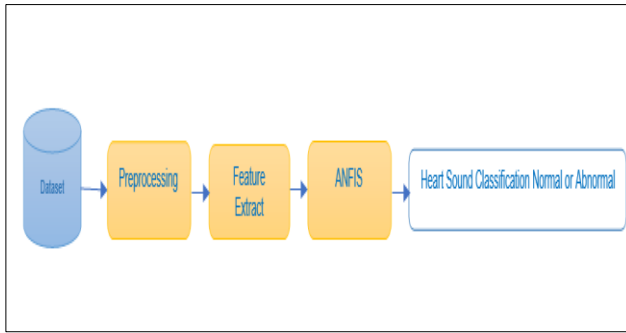 Dataset
Preprocessing
Feature
Extract
ANFIS
Heart Sound Classification Normal or Abnormal